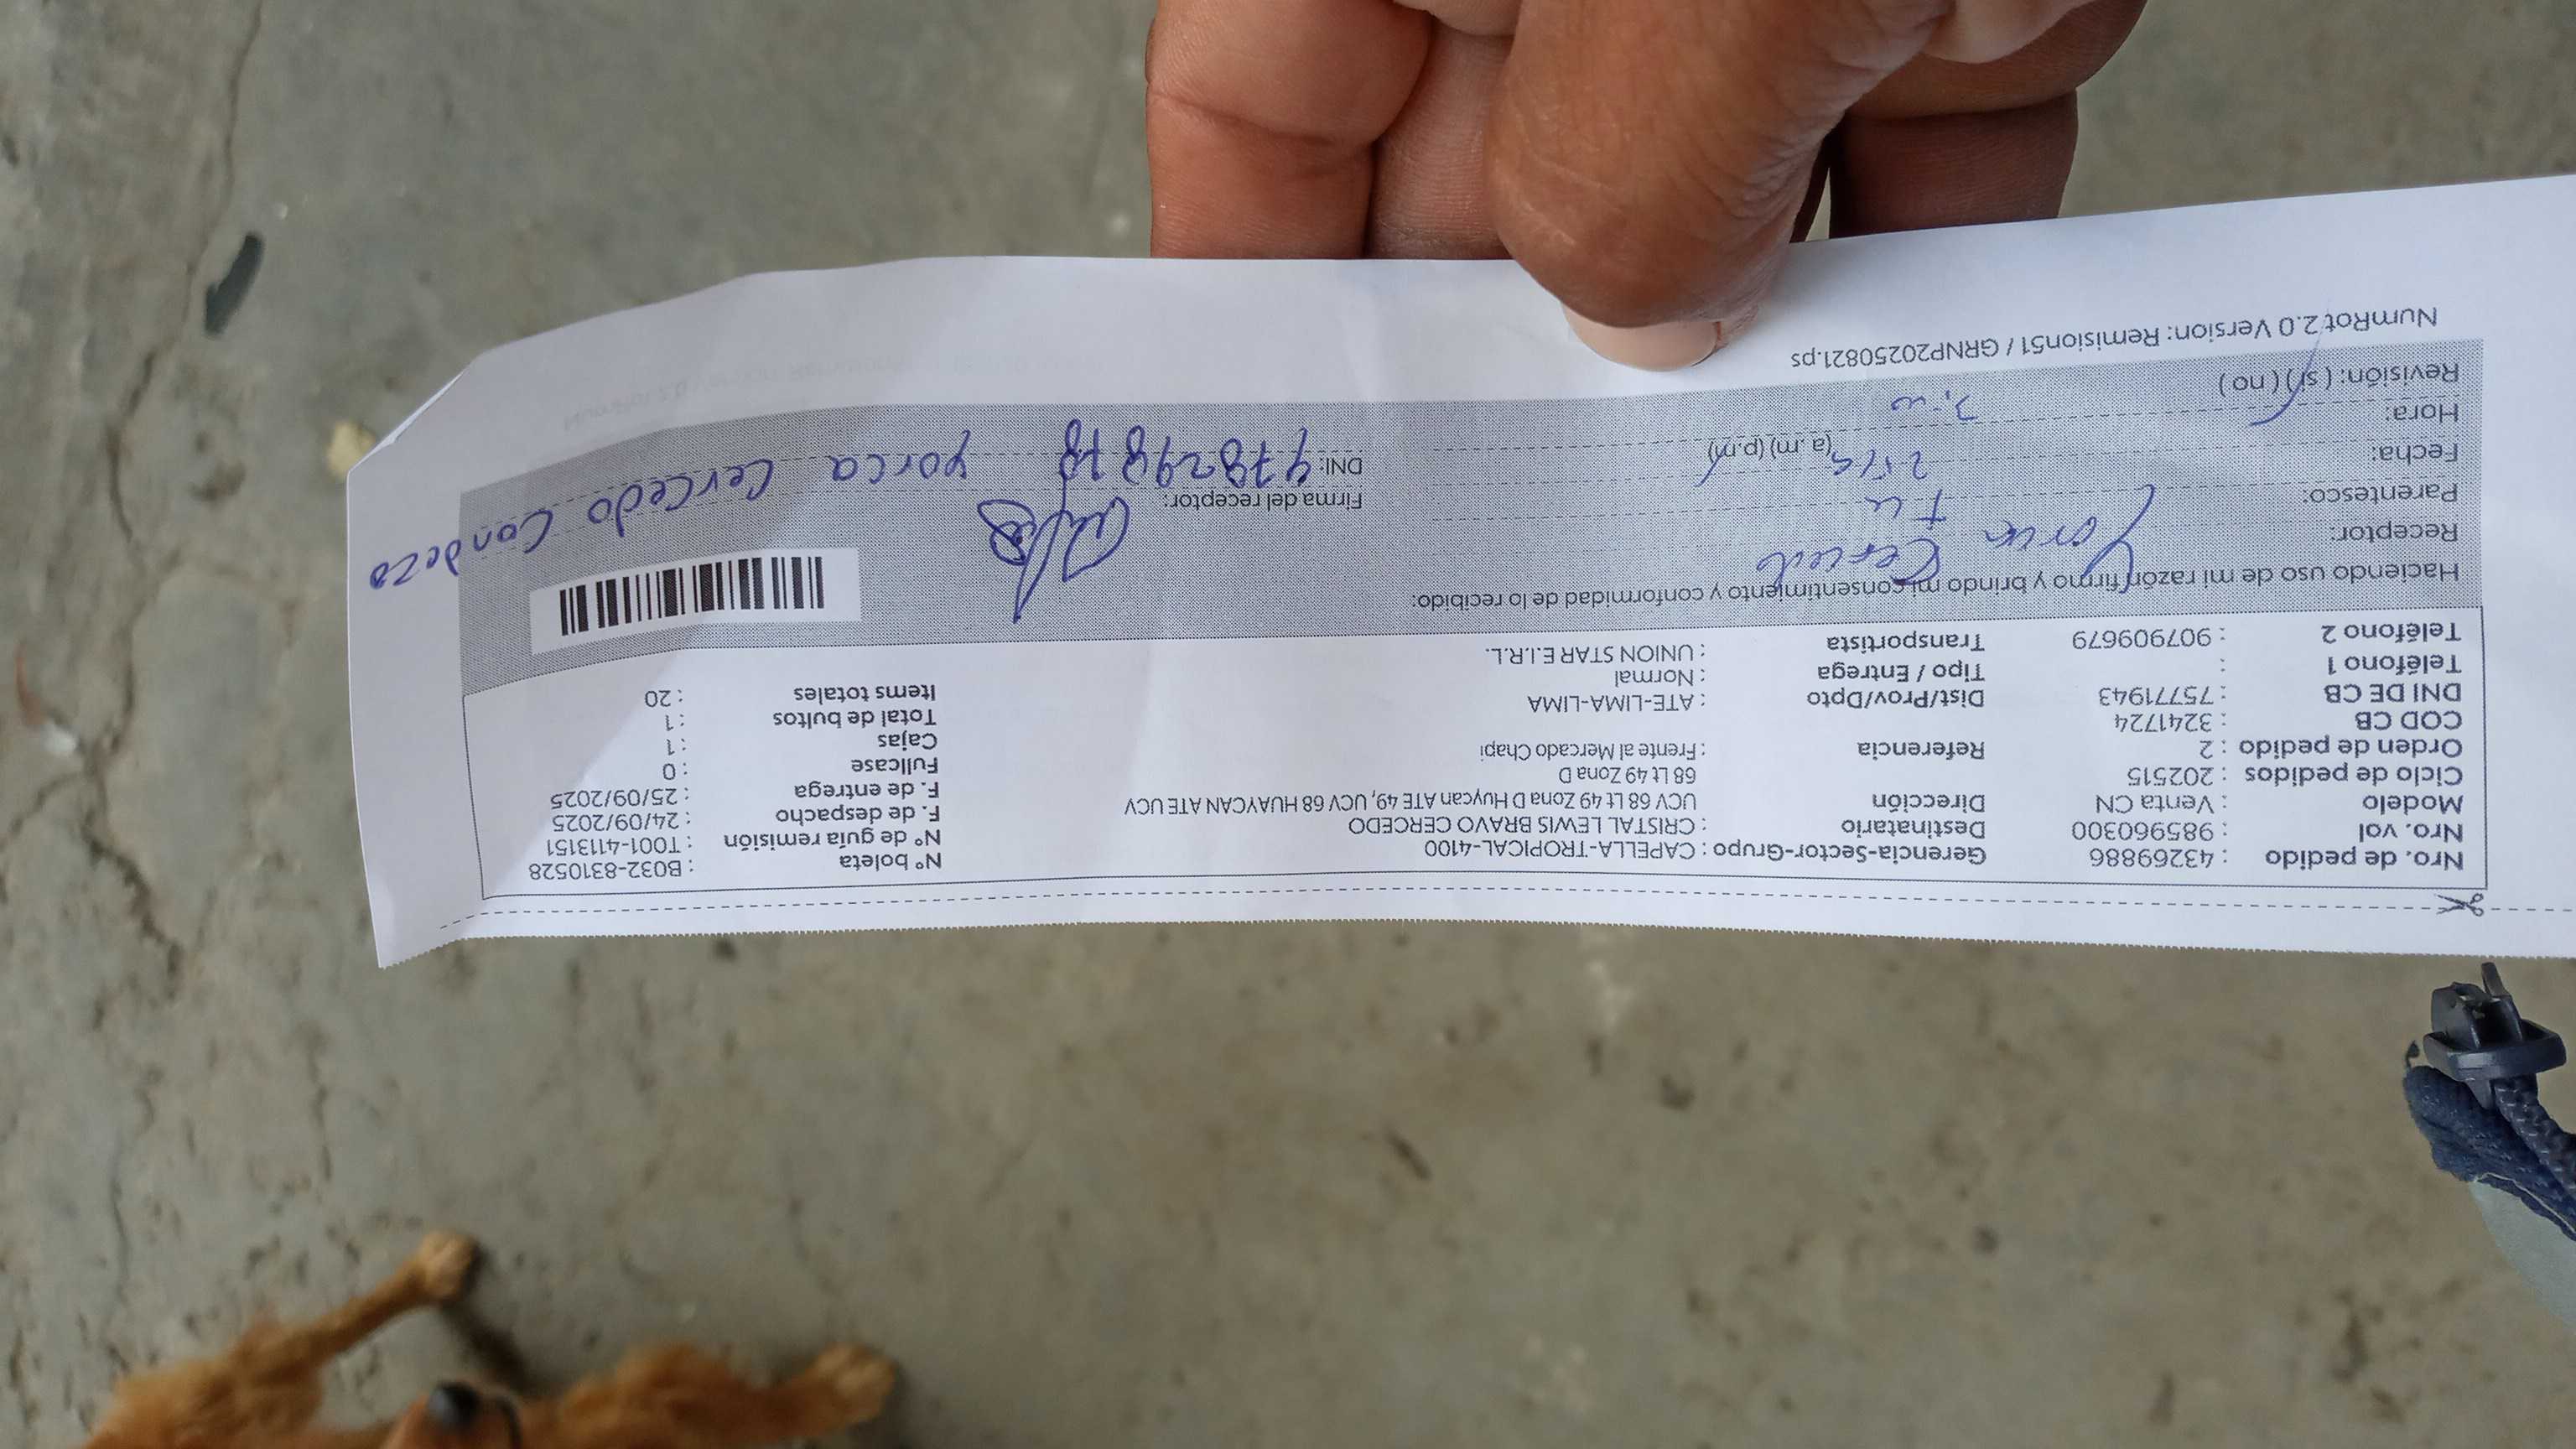 Nro. de pedido : 43269886 Gerencia-Sector-Grupo : CAPELLA-TROPICAL-4100 N° boleta : B032-8310528
Nro. vol : 985960300 Destinatario : CRISTAL LEWIS BRAVO CERCEDO N° de guía remisión : T001-4113151
Modelo : Venta CN Dirección UCV 68 Lt 49 Zona D Huycan D ATE 49, UCV 68 HUAYCAN ATE UCV F. de despacho : 24/09/2025
Ciclo de pedidos : 202515 68 Lt 49 Zona D F. de entrega : 25/09/2025
Orden de pedido : 2 Referencia : Frente al Mercado Chapi Fullcase : 0
COD CB : 3241724 Cajas : 1
DNI DE CB : 75771943 Dist/Prov/Dpto : ATE-LIMA-LIMA Total de bultos : 1
Teléfono 1 : Tipo / Entrega : Normal Items totales : 20
Teléfono 2 : 907909679 Transportista : UNION STAR E.I.R.L.
Haciendo uso de mi razón firmo y brindo mi consentimiento y conformidad de lo recibido:
Receptor: Cercedo
Parentesco: Firma del receptor:
Fecha: DNI: yorca Cercedo Condezo
Hora: (a.m) (p.m)
Revisión: ( sí ) ( no )
NumRot 2.0 Version: Remision51 / GRNP20250821.ps